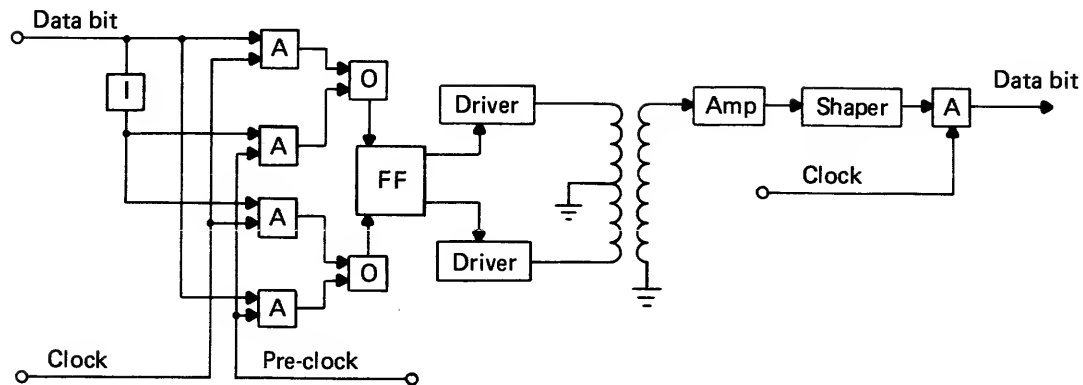 Data bit
A
I
O
A
Driver
Amp
Shaper
A
Data bit
FF
Clock
A
O
Driver
A
Clock
Pre-clock